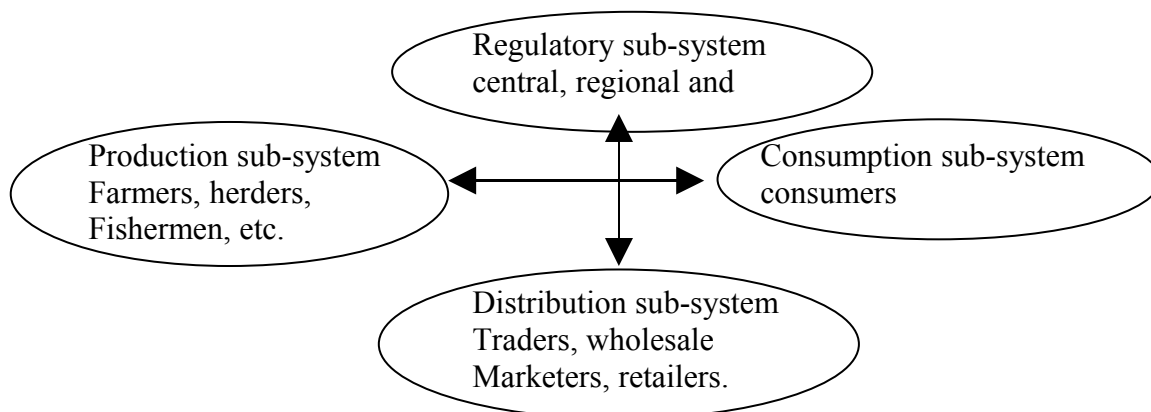 Regulatory sub-system
central, regional and
Production sub-system
Farmers, herders,
Fishermen, etc.
Consumption sub-system
consumers
Distribution sub-system
Traders, wholesale
Marketers, retailers.